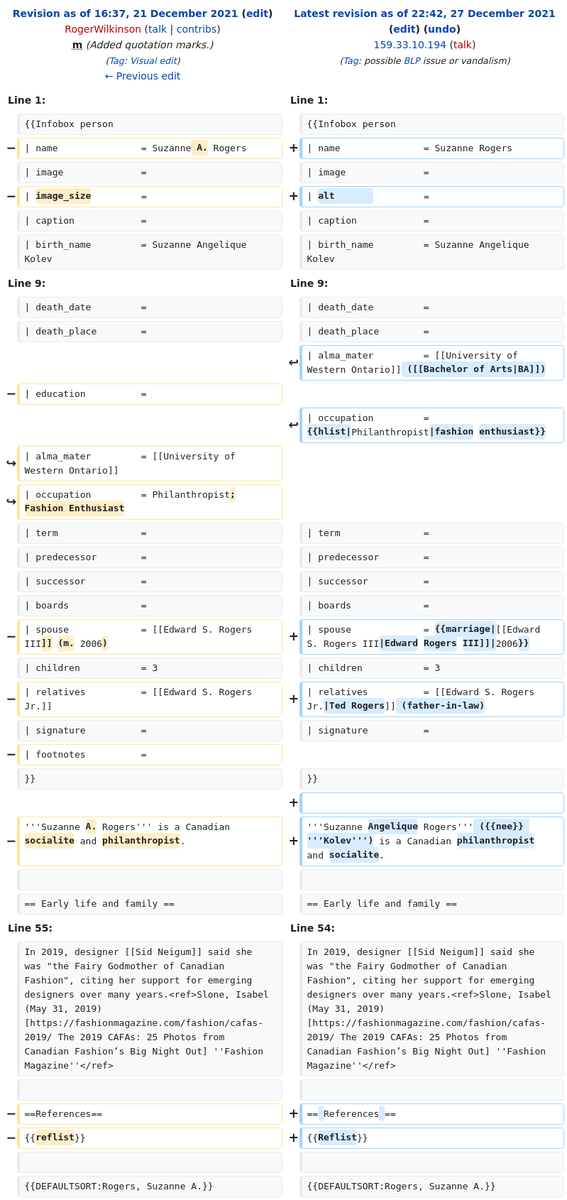 Revision as of 16:37, 21 December 2021 (edit)
RogerWilkinson (talk | contribs)
m (Added quotation marks.)
(Tag: Visual edit)
← Previous edit
Latest revision as of 22:42, 27 December 2021
(edit) (undo)
159.33.10.194 (talk)
(Tag: possible BLP issue or vandalism)
Line 1:
Line 1:
{{Infobox person
{{Infobox person
− | name = Suzanne A. Rogers
+ | name = Suzanne Rogers
| image =
| image =
− | image_size =
+ | alt =
| caption =
| caption =
| birth_name = Suzanne Angelique
Kolev
| birth_name = Suzanne Angelique
Kolev
Line 9:
Line 9:
| death_date =
| death_date =
| death_place =
| death_place =
| alma_mater = [[University of
Western Ontario]] ([[Bachelor of Arts|BA]])
− | education =
| occupation =
{{hlist|Philanthropist|fashion enthusiast}}
| alma_mater = [[University of
Western Ontario]]
| occupation = Philanthropist;
Fashion Enthusiast
| term =
| term =
| predecessor =
| predecessor =
| successor =
| successor =
| boards =
| boards =
− | spouse = [[Edward S. Rogers
III]] (m. 2006)
+ | spouse = {{marriage|[[Edward
S. Rogers III|Edward Rogers III]]|2006}}
| children = 3
| children = 3
− | relatives = [[Edward S. Rogers
Jr.]]
+ | relatives = [[Edward S. Rogers
Jr.|Ted Rogers]] (father-in-law)
| signature =
| signature =
− | footnotes =
}}
}}
+
− '''Suzanne A. Rogers''' is a Canadian
socialite and philanthropist.
+ '''Suzanne Angelique Rogers''' ({{nee}}
'''Kolev''') is a Canadian philanthropist
and socialite.
== Early life and family ==
== Early life and family ==
Line 55:
Line 54:
In 2019, designer [[Sid Neigum]] said she
was "the Fairy Godmother of Canadian
Fashion", citing her support for emerging
designers over many years.<ref>Slone, Isabel
(May 31, 2019)
[https://fashionmagazine.com/fashion/cafas-
2019/ The 2019 CAFAs: 25 Photos from
Canadian Fashion’s Big Night Out] ''Fashion
Magazine''</ref>
In 2019, designer [[Sid Neigum]] said she
was "the Fairy Godmother of Canadian
Fashion", citing her support for emerging
designers over many years.<ref>Slone, Isabel
(May 31, 2019)
[https://fashionmagazine.com/fashion/cafas-
2019/ The 2019 CAFAs: 25 Photos from
Canadian Fashion’s Big Night Out] ''Fashion
Magazine''</ref>
− ==References==
+ == References ==
− {{reflist}}
+ {{Reflist}}
{{DEFAULTSORT:Rogers, Suzanne A.}}
{{DEFAULTSORT:Rogers, Suzanne A.}}